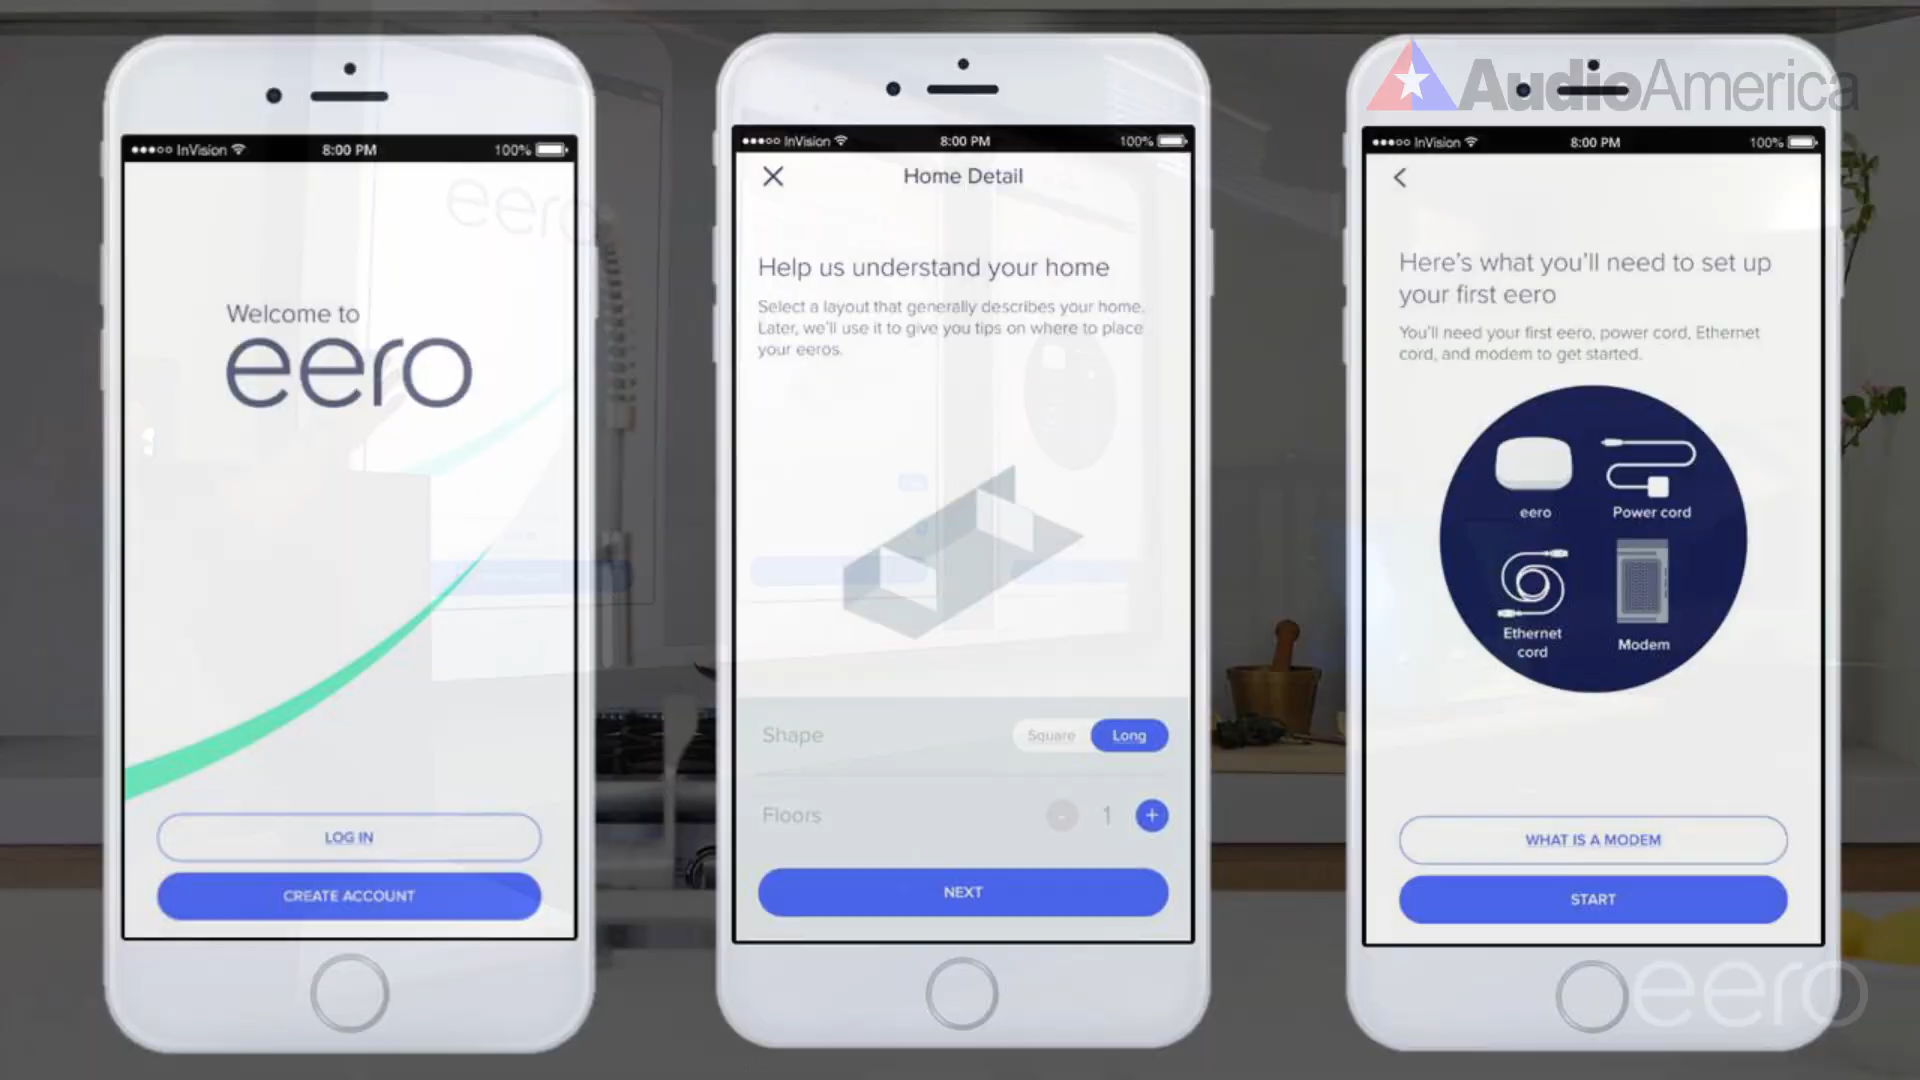 AudioAmerica
InVision 8:00 PM 100%
eero
Welcome to
eero
LOG IN
CREATE ACCOUNT
InVision 8:00 PM 100%
Home Detail
Help us understand your home
Select a layout that generally describes your home.
Later, we'll use it to give you tips on where to place
your eeros.
Shape Square Long
Floors - 1 +
NEXT
InVision 8:00 PM 100%
Here's what you'll need to set up
your first eero
You'll need your first eero, power cord, Ethernet
cord, and modem to get started.
eero Power cord
Ethernet
cord
Modem
WHAT IS A MODEM
START
eero